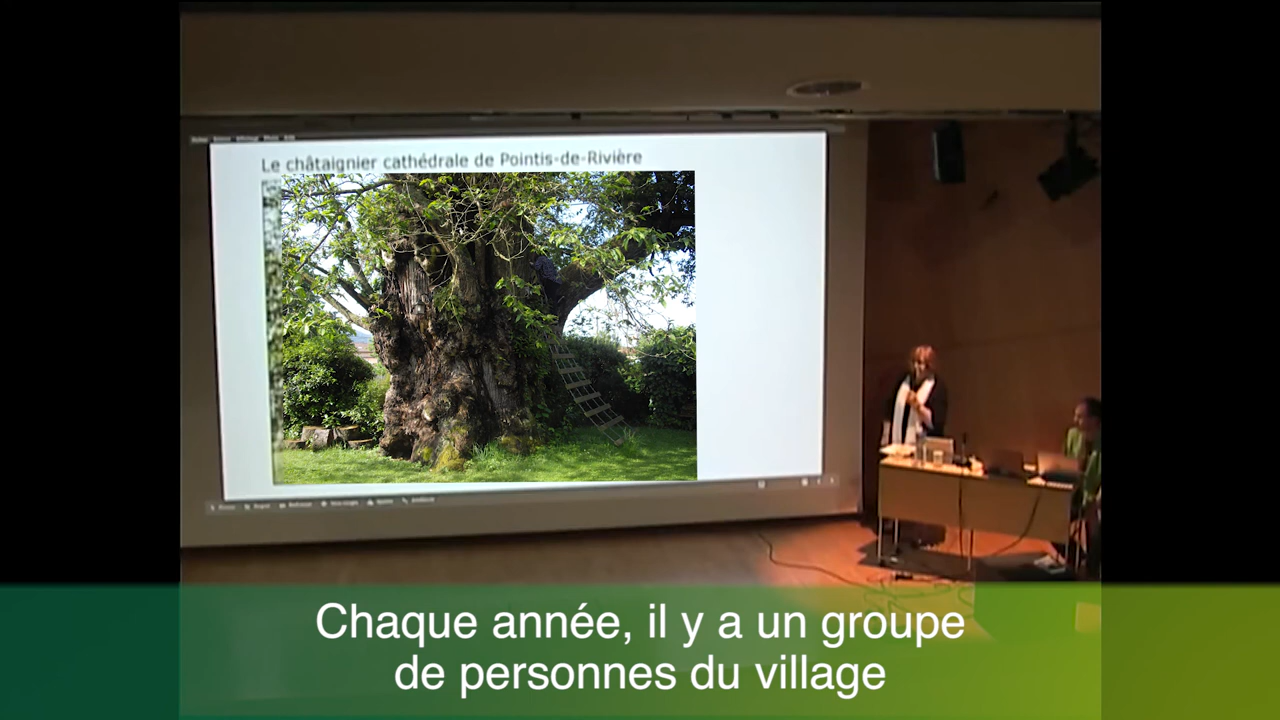 Le châtaignier cathédrale de Pointis-de-Rivière
Chaque année, il y a un groupe
de personnes du village